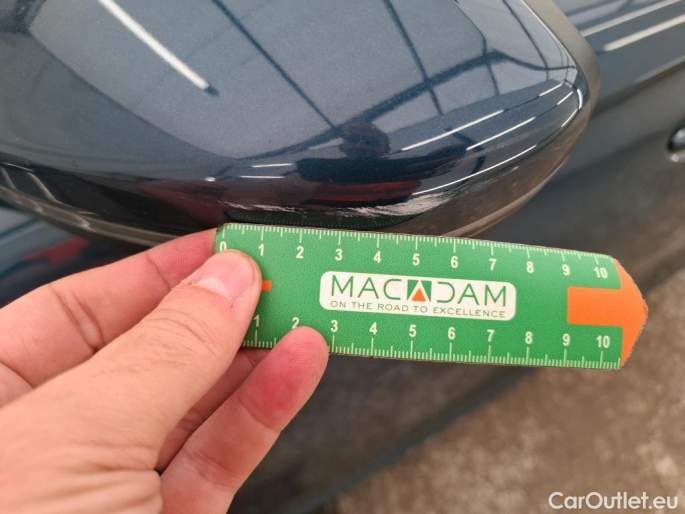 0 1 2 3 4 5 6 7 8 9 10
MACADAM
ON THE ROAD TO EXCELLENCE
1 2 3 4 5 6 7 8 9 10
CarOutlet.eu